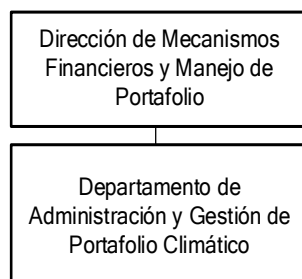 Dirección de Mecanismos
Financieros y Manejo de
Portafolio
Departamento de
Administración y Gestión de
Portafolio Climático